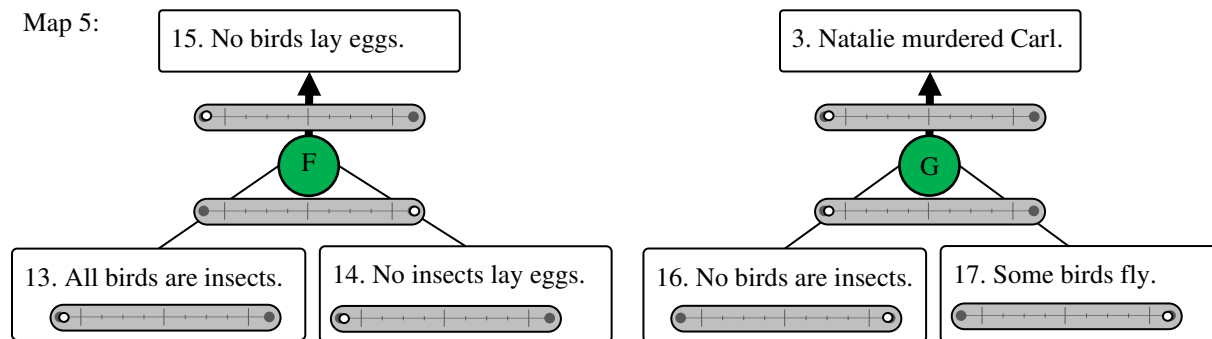 Map 5:
15. No birds lay eggs.
3. Natalie murdered Carl.
F
G
13. All birds are insects.
14. No insects lay eggs.
16. No birds are insects.
17. Some birds fly.